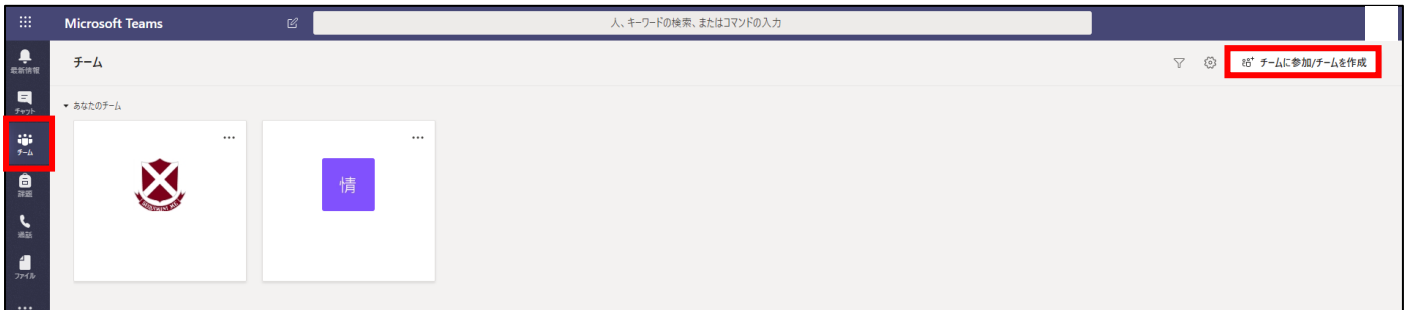 Microsoft Teams
人、キーワードの検索、またはコマンドの入力
最新情報
チーム
チームに参加/チームを作成
チャット
あなたのチーム
チーム
情
課題
通話
ファイル